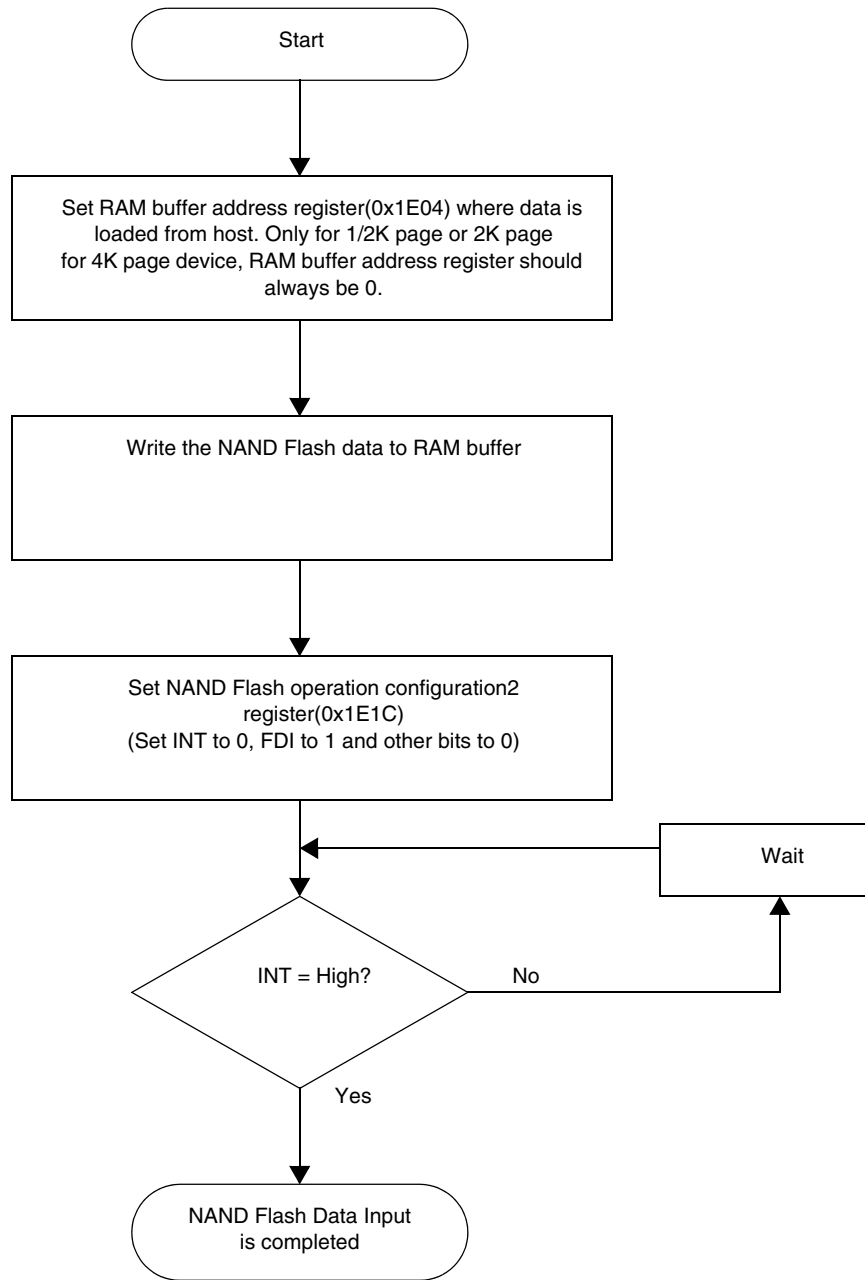 Start
Set RAM buffer address register(0x1E04) where data is
loaded from host. Only for 1/2K page or 2K page
for 4K page device, RAM buffer address register should
always be 0.
Write the NAND Flash data to RAM buffer
Set NAND Flash operation configuration2
register(0x1E1C)
(Set INT to 0, FDI to 1 and other bits to 0)
Wait
INT = High?
No
Yes
NAND Flash Data Input
is completed